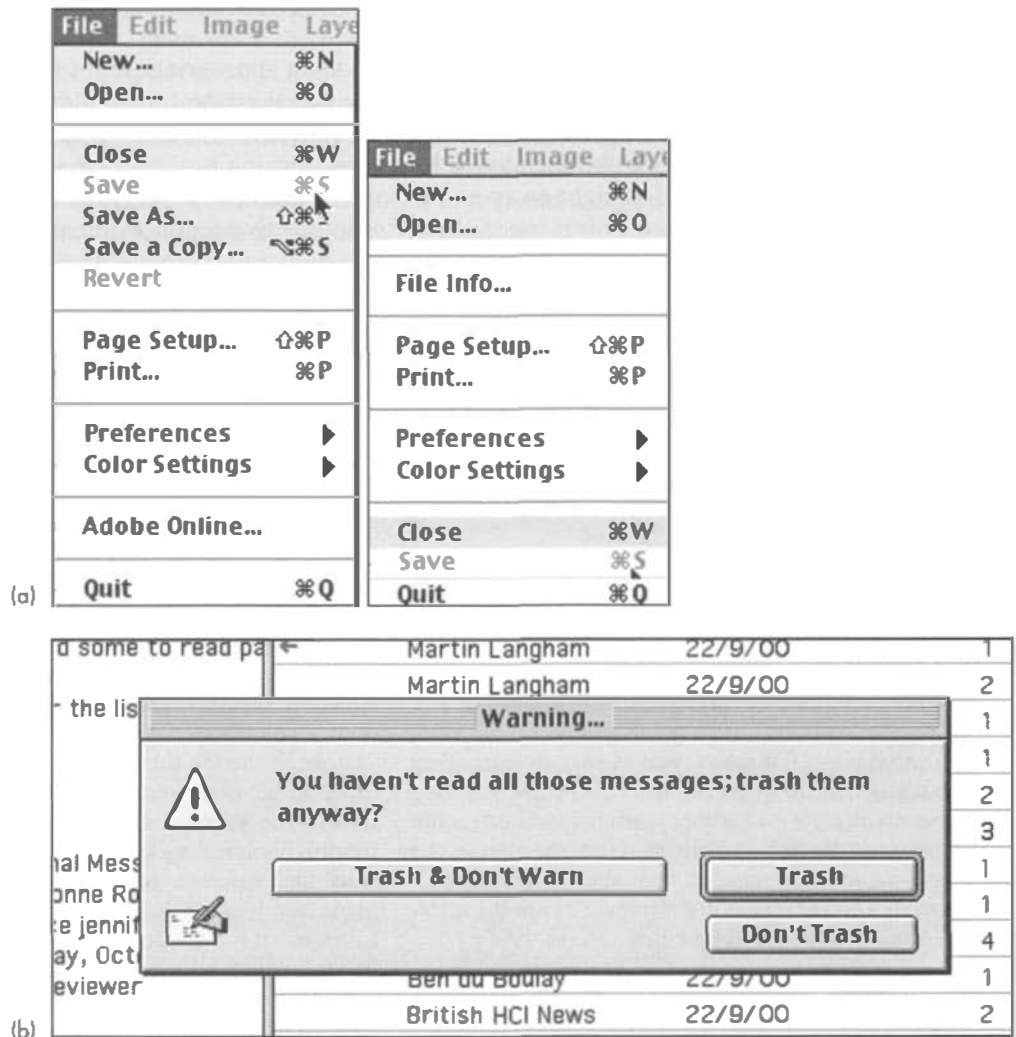 File Edit Image Laye
New... ⌘N
Open... ⌘O
Close ⌘W
Save ⌘S
Save As... ⇧⌘S
Save a Copy... ⌥⌘S
Revert
Page Setup... ⇧⌘P
Print... ⌘P
Preferences
Color Settings
Adobe Online...
Quit ⌘Q
File Edit Image Laye
New... ⌘N
Open... ⌘O
File Info...
Page Setup... ⇧⌘P
Print... ⌘P
Preferences
Color Settings
Close ⌘W
Save ⌘S
Quit ⌘Q
(a)
d some to read pa
the lis
nal Mess
onne Ro
ce jennif
ay, Octo
eviewer
← Martin Langham 22/9/00 1
Martin Langham 22/9/00 2
1
1
2
3
1
1
4
Ben du Boulay 22/9/00 1
British HCI News 22/9/00 2
Warning...
You haven't read all those messages; trash them
anyway?
Trash & Don't Warn
Trash
Don't Trash
(b)